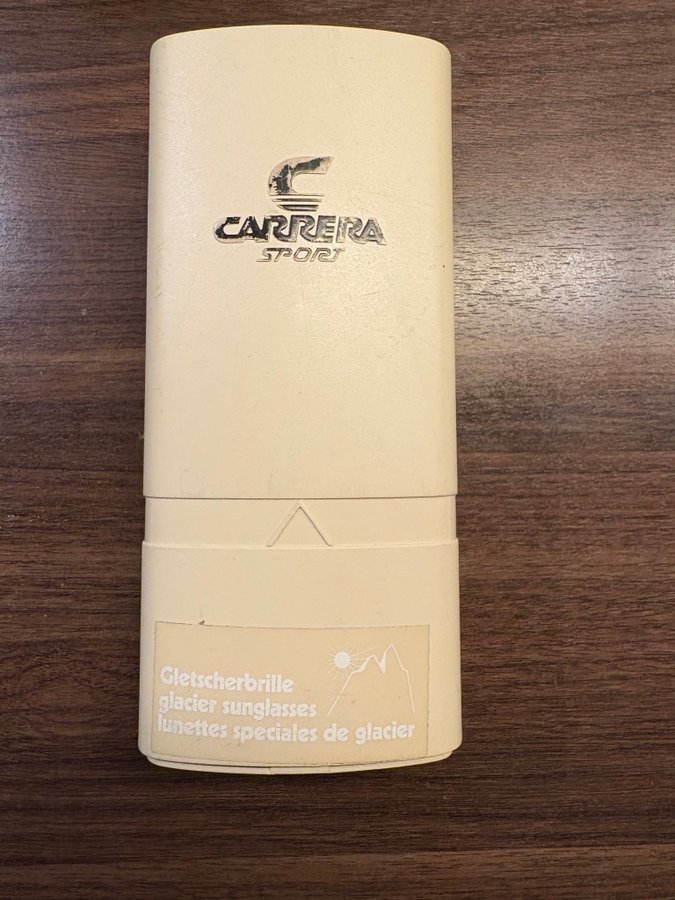 CARRERA
SPORT
Gletscherbrille
glacier sunglasses
lunettes speciales de glacier